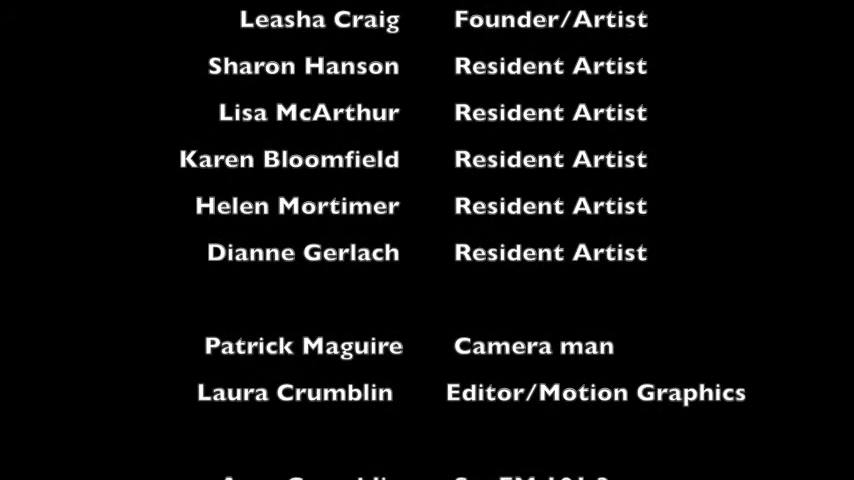 Leasha Craig Founder/Artist
Sharon Hanson Resident Artist
Lisa McArthur Resident Artist
Karen Bloomfield Resident Artist
Helen Mortimer Resident Artist
Dianne Gerlach Resident Artist
Patrick Maguire Camera man
Laura Crumblin Editor/Motion Graphics